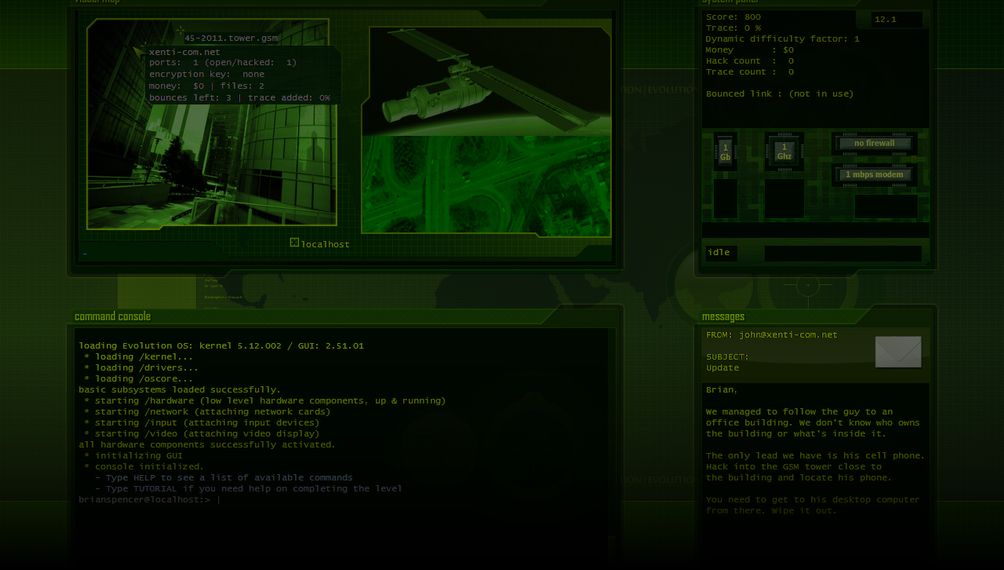 video map
45-2011.tower.gsm
xenti-com.net
ports:  1 (open/hacked:  1)
encryption key:  none
money:  $0 | files: 2
bounces left: 3 | trace added: 0%
localhost
system panel
Score: 800
12.1
Trace: 0 %
Dynamic difficulty factor: 1
Money       : $0
Hack count  :  0
Trace count :  0
Bounced link : (not in use)
1 Gb
1 Ghz
no firewall
1 mbps modem
idle
command console
loading Evolution OS: kernel 5.12.002 / GUI: 2.51.01
* loading /kernel...
* loading /drivers...
* loading /oscore...
basic subsystems loaded successfully.
* starting /hardware (low level hardware components, up & running)
* starting /network (attaching network cards)
* starting /input (attaching input devices)
* starting /video (attaching video display)
all hardware components successfully activated.
* initializing GUI
* console initialized.
- Type HELP to see a list of available commands
- Type TUTORIAL if you need help on completing the level
brianspencer@localhost:> |
messages
FROM: john@xenti-com.net
SUBJECT:
Update
Brian,
We managed to follow the guy to an
office building. We don't know who owns
the building or what's inside it.
The only lead we have is his cell phone.
Hack into the GSM tower close to
the building and locate his phone.
You need to get to his desktop computer
from there. Wipe it out.